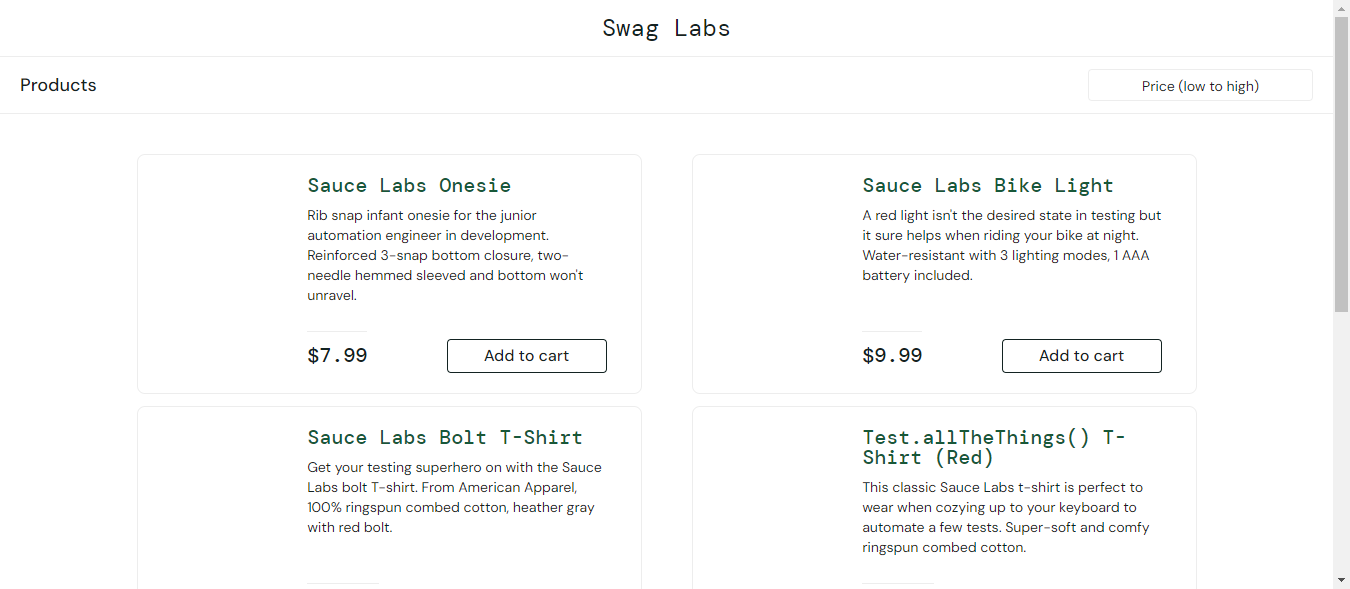 Swag Labs
Products
Price (low to high)
Sauce Labs Onesie
Rib snap infant onesie for the junior
automation engineer in development.
Reinforced 3-snap bottom closure, two-
needle hemmed sleeved and bottom won't
unravel.
$7.99
Add to cart
Sauce Labs Bike Light
A red light isn't the desired state in testing but
it sure helps when riding your bike at night.
Water-resistant with 3 lighting modes, 1 AAA
battery included.
$9.99
Add to cart
Sauce Labs Bolt T-Shirt
Get your testing superhero on with the Sauce
Labs bolt T-shirt. From American Apparel,
100% ringspun combed cotton, heather gray
with red bolt.
Test.allTheThings() T-
Shirt (Red)
This classic Sauce Labs t-shirt is perfect to
wear when cozying up to your keyboard to
automate a few tests. Super-soft and comfy
ringspun combed cotton.